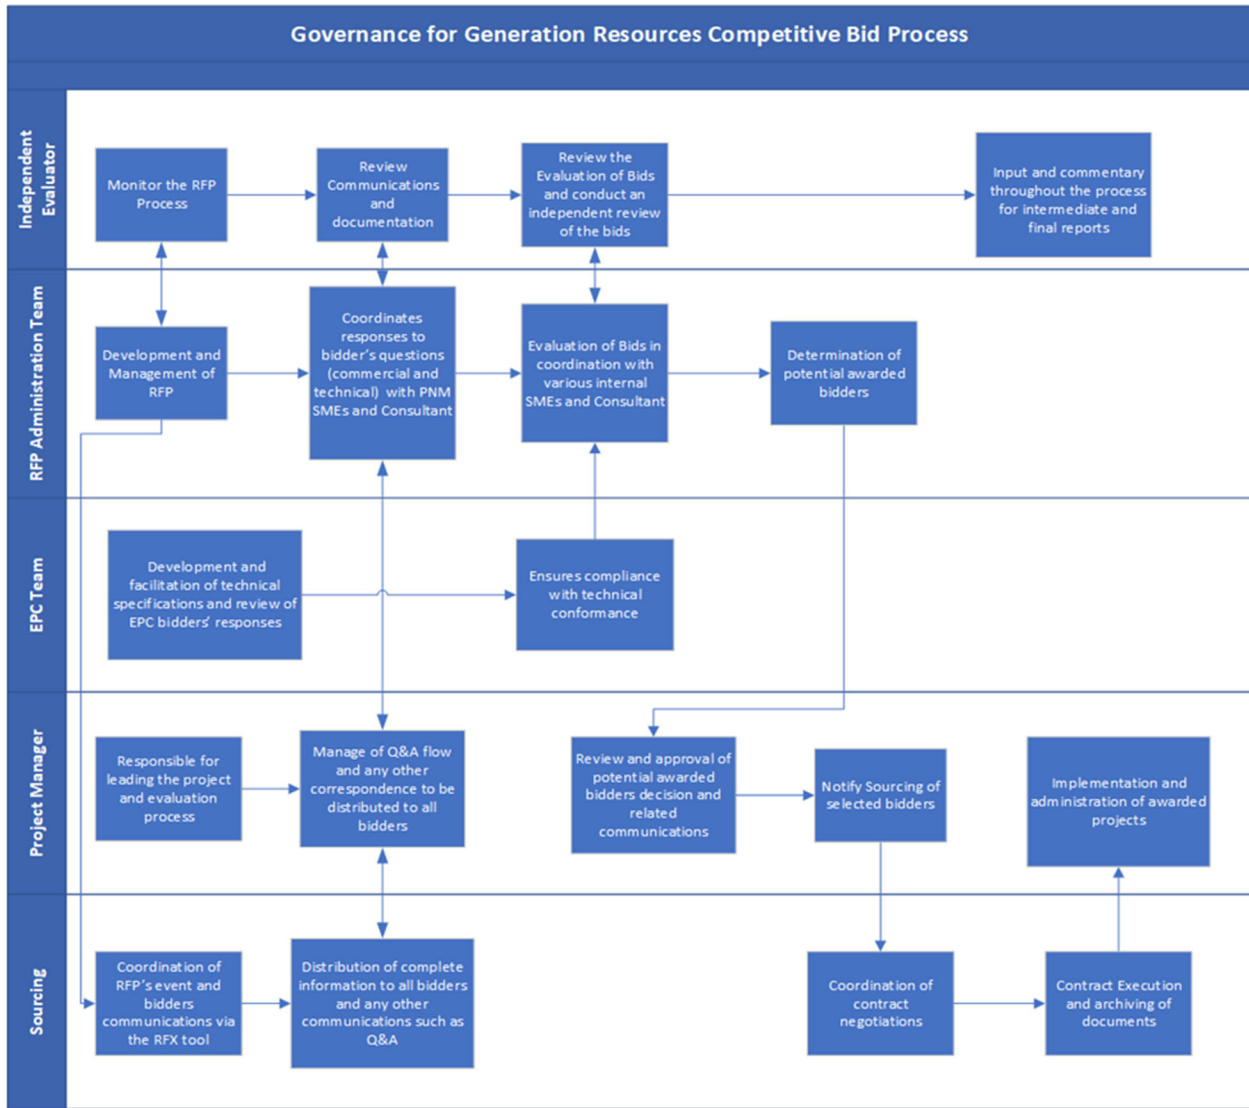 Governance for Generation Resources Competitive Bid Process
Independent
Evaluator
Monitor the RFP
Process
Review
Communications
and
documentation
Review the
Evaluation of Bids
and conduct an
independent review
of the bids
Input and commentary
throughout the process
for intermediate and
final reports
RFP Administration Team
Development and
Management of
RFP
Coordinates
responses to
bidder's questions
(commercial and
technical) with PNM
SMEs and Consultant
Evaluation of Bids in
coordination with
various internal
SMEs and Consultant
Determination of
potential awarded
bidders
EPC Team
Development and
facilitation of technical
specifications and review of
EPC bidders' responses
Ensures compliance
with technical
conformance
Project Manager
Responsible for
leading the project
and evaluation
process
Manage of Q&A flow
and any other
correspondence to be
distributed to all
bidders
Review and approval of
potential awarded
bidders decision and
related
communications
Notify Sourcing of
selected bidders
Implementation and
administration of awarded
projects
Sourcing
Coordination of
RFP's event and
bidders
communications via
the RFX tool
Distribution of complete
information to all bidders
and any other
communications such as
Q&A
Coordination of
contract
negotiations
Contract Execution
and archiving of
documents